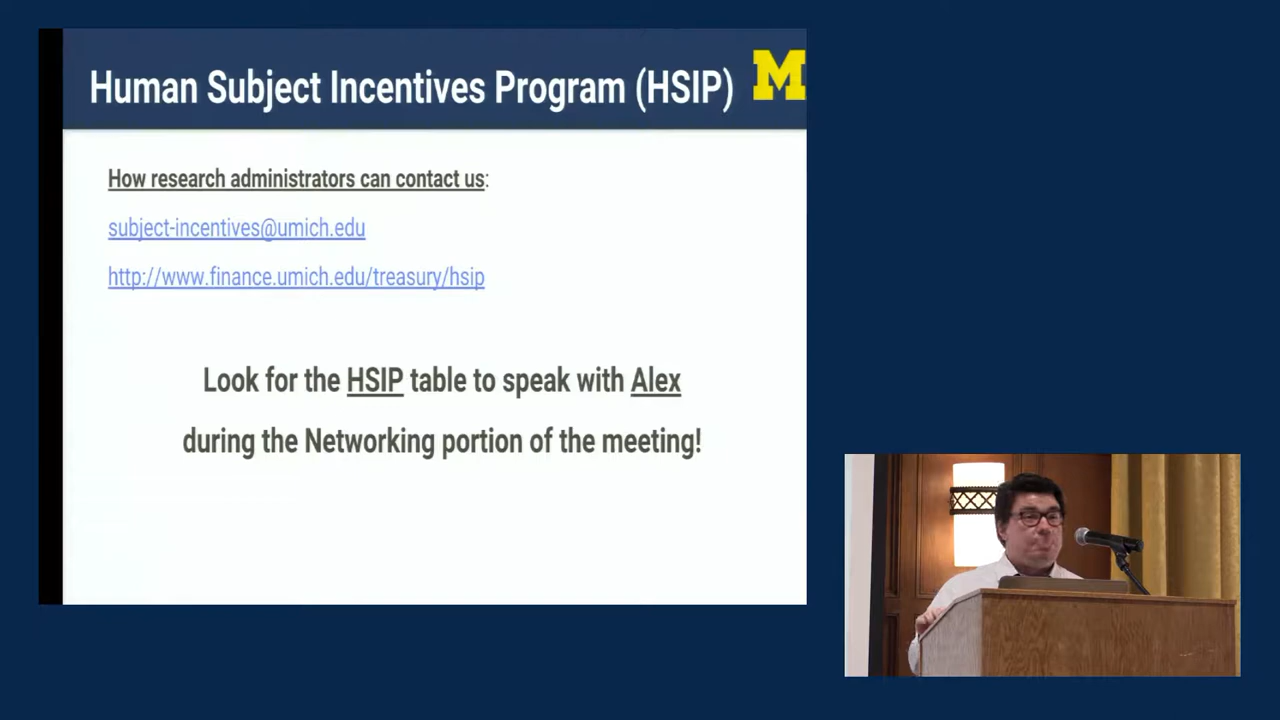 Human Subject Incentives Program (HSIP)
M
How research administrators can contact us:
subject-incentives@umich.edu
http://www.finance.umich.edu/treasury/hsip
Look for the HSIP table to speak with Alex
during the Networking portion of the meeting!